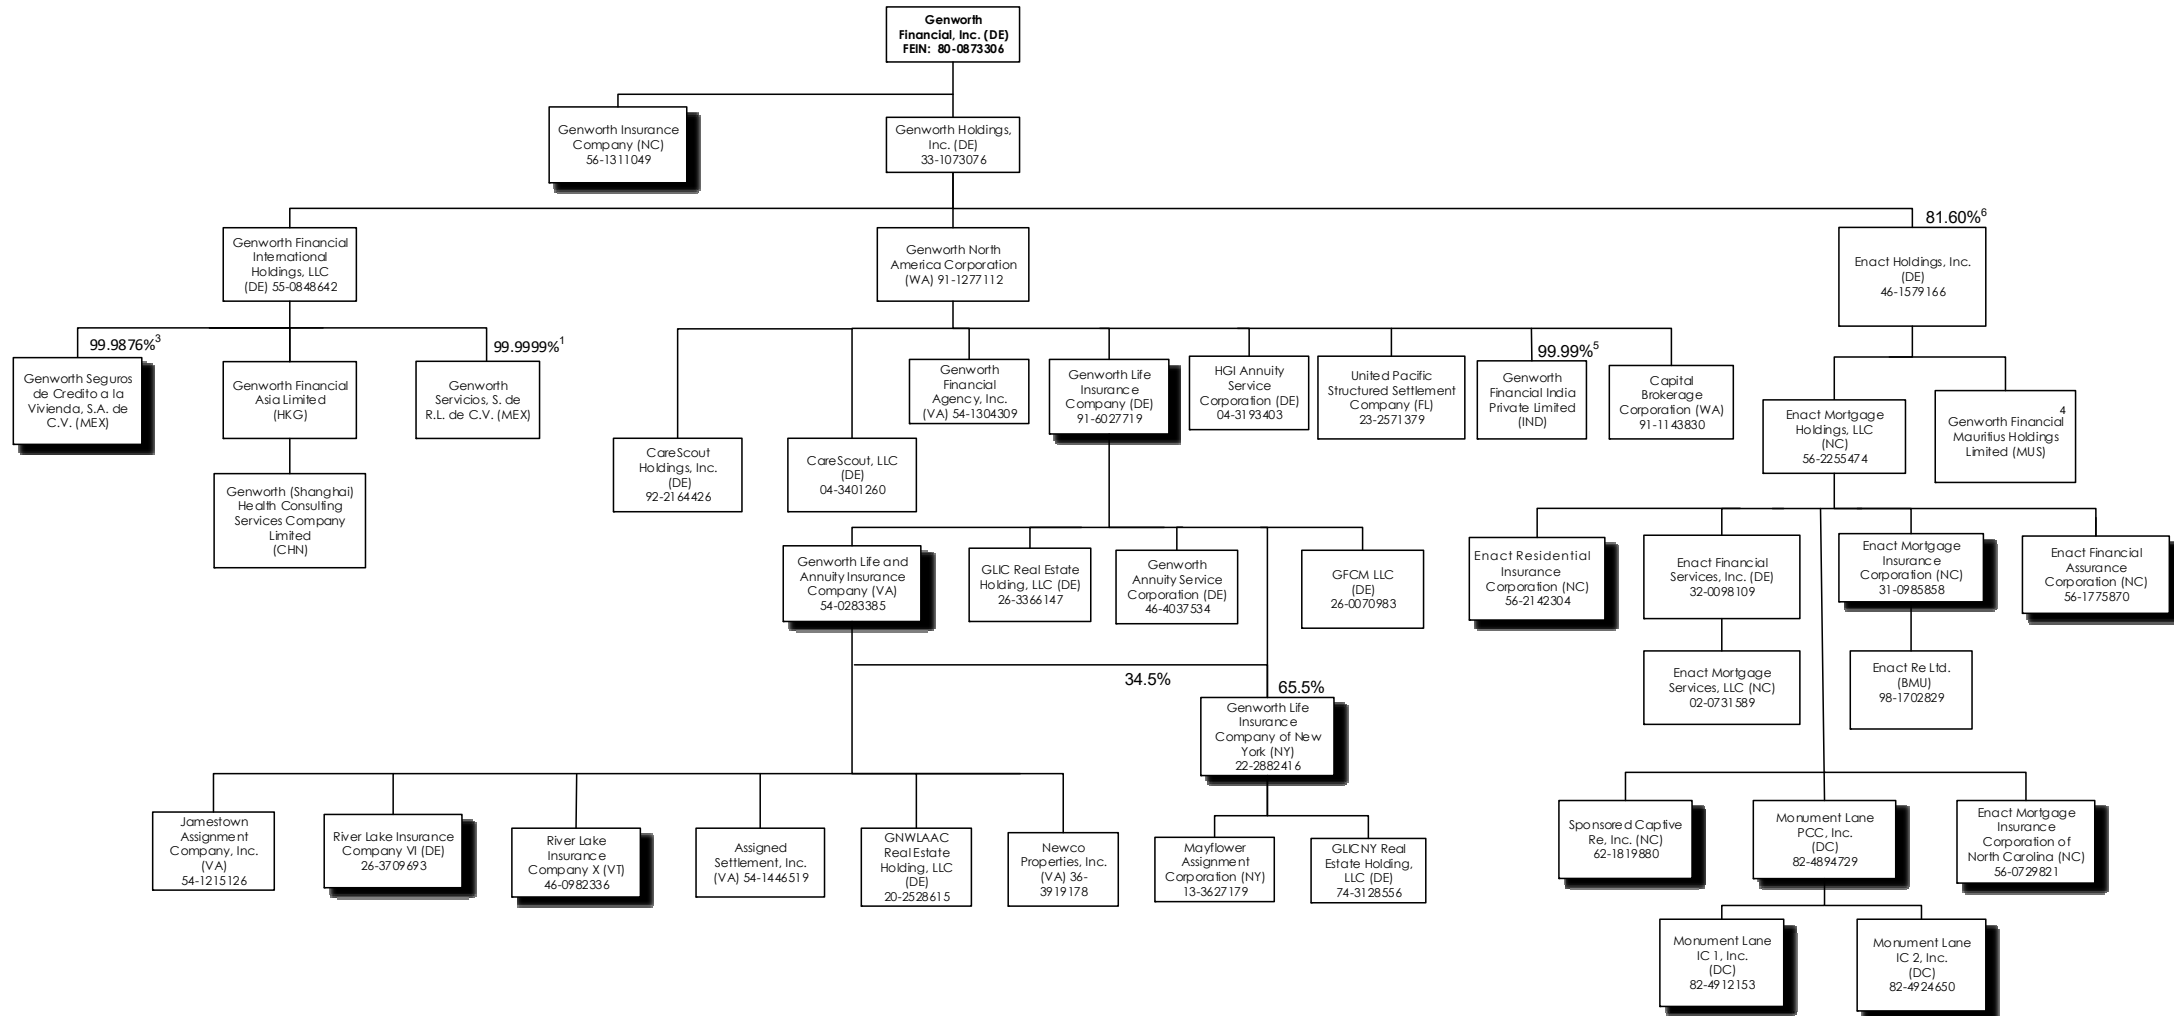 Genworth
Financial, Inc. (DE)
FEIN: 80-0873306
Genworth Insurance
Company (NC)
56-1311049
Genworth Holdings,
Inc. (DE)
33-1073076
Genworth Financial
International
Holdings, LLC
(DE) 55-0848642
Genworth North
America Corporation
(WA) 91-1277112
81.60%6
Enact Holdings, Inc.
(DE)
46-1579166
99.9876%3
Genworth Seguros
de Credito a la
Vivienda, S.A. de
C.V. (MEX)
Genworth Financial
Asia Limited
(HKG)
99.9999%1
Genworth
Servicios, S. de
R.L. de C.V. (MEX)
Genworth (Shanghai)
Health Consulting
Services Company
Limited
(CHN)
CareScout
Holdings, Inc.
(DE)
92-2164426
CareScout, LLC
(DE)
04-3401260
Genworth
Financial
Agency, Inc.
(VA) 54-1304309
Genworth Life
Insurance
Company (DE)
91-6027719
HGI Annuity
Service
Corporation (DE)
04-3193403
United Pacific
Structured Settlement
Company (FL)
23-2571379
99.99%5
Genworth
Financial India
Private Limited
(IND)
Capital
Brokerage
Corporation (WA)
91-1143830
Enact Mortgage
Holdings, LLC
(NC)
56-2255474
4
Genworth Financial
Mauritius Holdings
Limited (MUS)
Genworth Life and
Annuity Insurance
Company (VA)
54-0283385
GLIC Real Estate
Holding, LLC (DE)
26-3366147
Genworth
Annuity Service
Corporation (DE)
46-4037534
GFCM LLC
(DE)
26-0070983
Enact Residential
Insurance
Corporation (NC)
56-2142304
Enact Financial
Services, Inc. (DE)
32-0098109
Enact Mortgage
Insurance
Corporation (NC)
31-0985858
Enact Financial
Assurance
Corporation (NC)
56-1775870
Enact Mortgage
Services, LLC (NC)
02-0731589
Enact Re Ltd.
(BMU)
98-1702829
34.5%
65.5%
Genworth Life
Insurance
Company of New
York (NY)
22-2882416
Jamestown
Assignment
Company, Inc.
(VA)
54-1215126
River Lake Insurance
Company VI (DE)
26-3709693
River Lake
Insurance
Company X (VT)
46-0982336
Assigned
Settlement, Inc.
(VA) 54-1446519
GNWLAAC
Real Estate
Holding, LLC
(DE)
20-2528615
Newco
Properties, Inc.
(VA) 36-
3919178
Mayflower
Assignment
Corporation (NY)
13-3627179
GLICNY Real
Estate Holding,
LLC (DE)
74-3128556
Sponsored Captive
Re, Inc. (NC)
62-1819880
Monument Lane
PCC, Inc.
(DC)
82-4894729
Enact Mortgage
Insurance
Corporation of
North Carolina (NC)
56-0729821
Monument Lane
IC 1, Inc.
(DC)
82-4912153
Monument Lane
IC 2, Inc.
(DC)
82-4924650